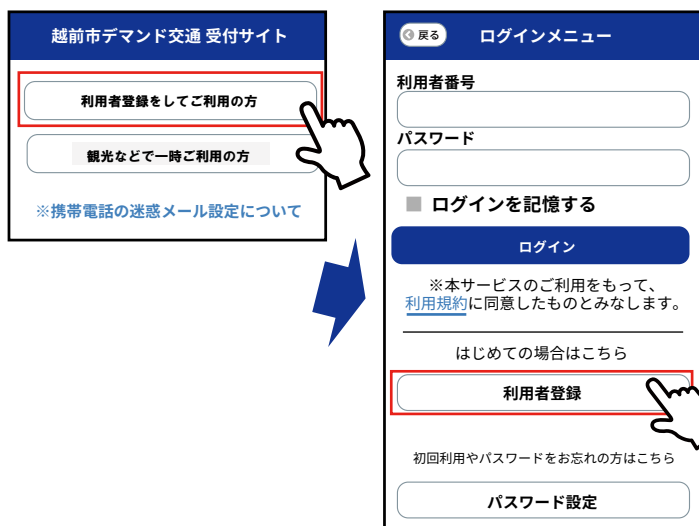 越前市デマンド交通 受付サイト
利用者登録をしてご利用の方
観光などで一時ご利用の方
※携帯電話の迷惑メール設定について
戻る
ログインメニュー
利用者番号
パスワード
ログインを記憶する
ログイン
※本サービスのご利用をもって、
利用規約に同意したものとみなします。
はじめての場合はこちら
利用者登録
初回利用やパスワードをお忘れの方はこちら
パスワード設定